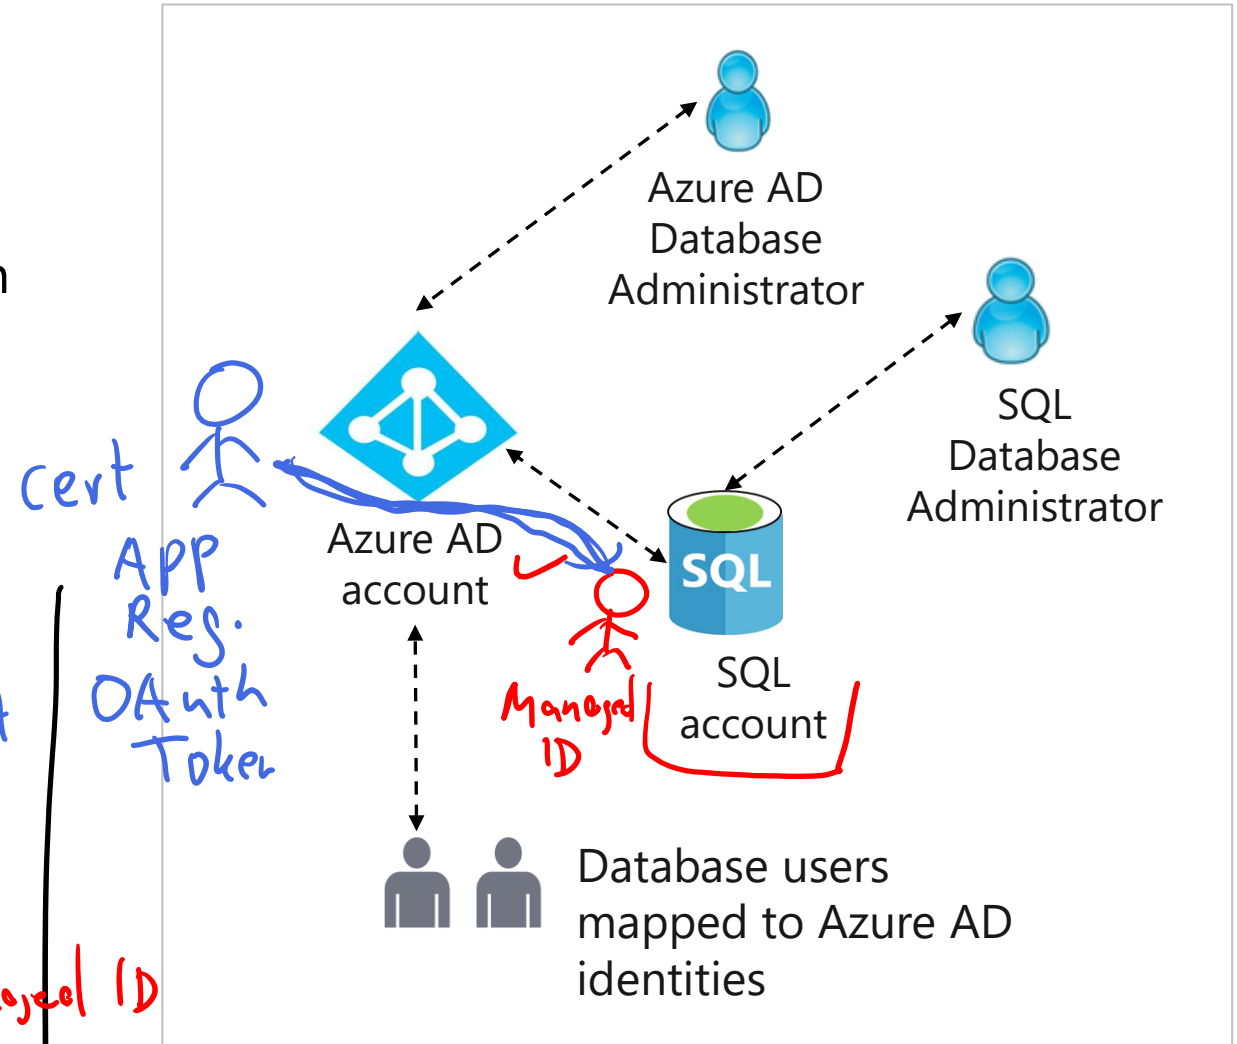 Azure AD
Database
Administrator
n
SQL
Database
Administrator
cert
App
Reg.
OAuth
Token
Azure AD
account
SQL
Managed
ID
SQL
account
Database users
mapped to Azure AD
identities
ID